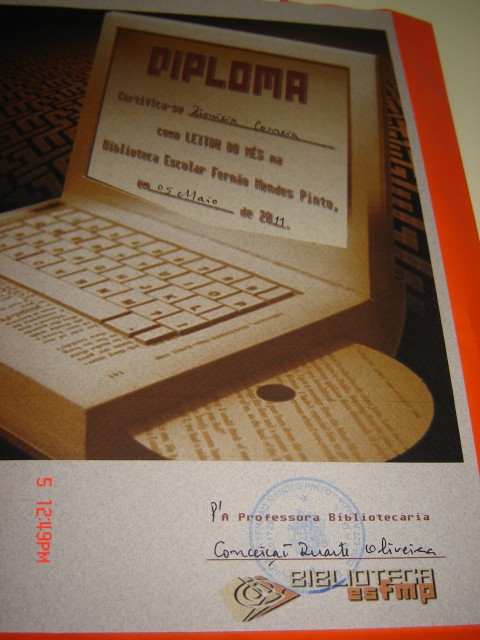 DIPLOMA
Certifica-se Dionísia Correia
como LEITOR DO MÊS na
Biblioteca Escolar Fernão Mendes Pinto,
em 05 Maio de 2011.
P'A Professora Bibliotecária
Conceição Duarte Oliveira
BIBLIOTECA
esfmp
5 12:49PM